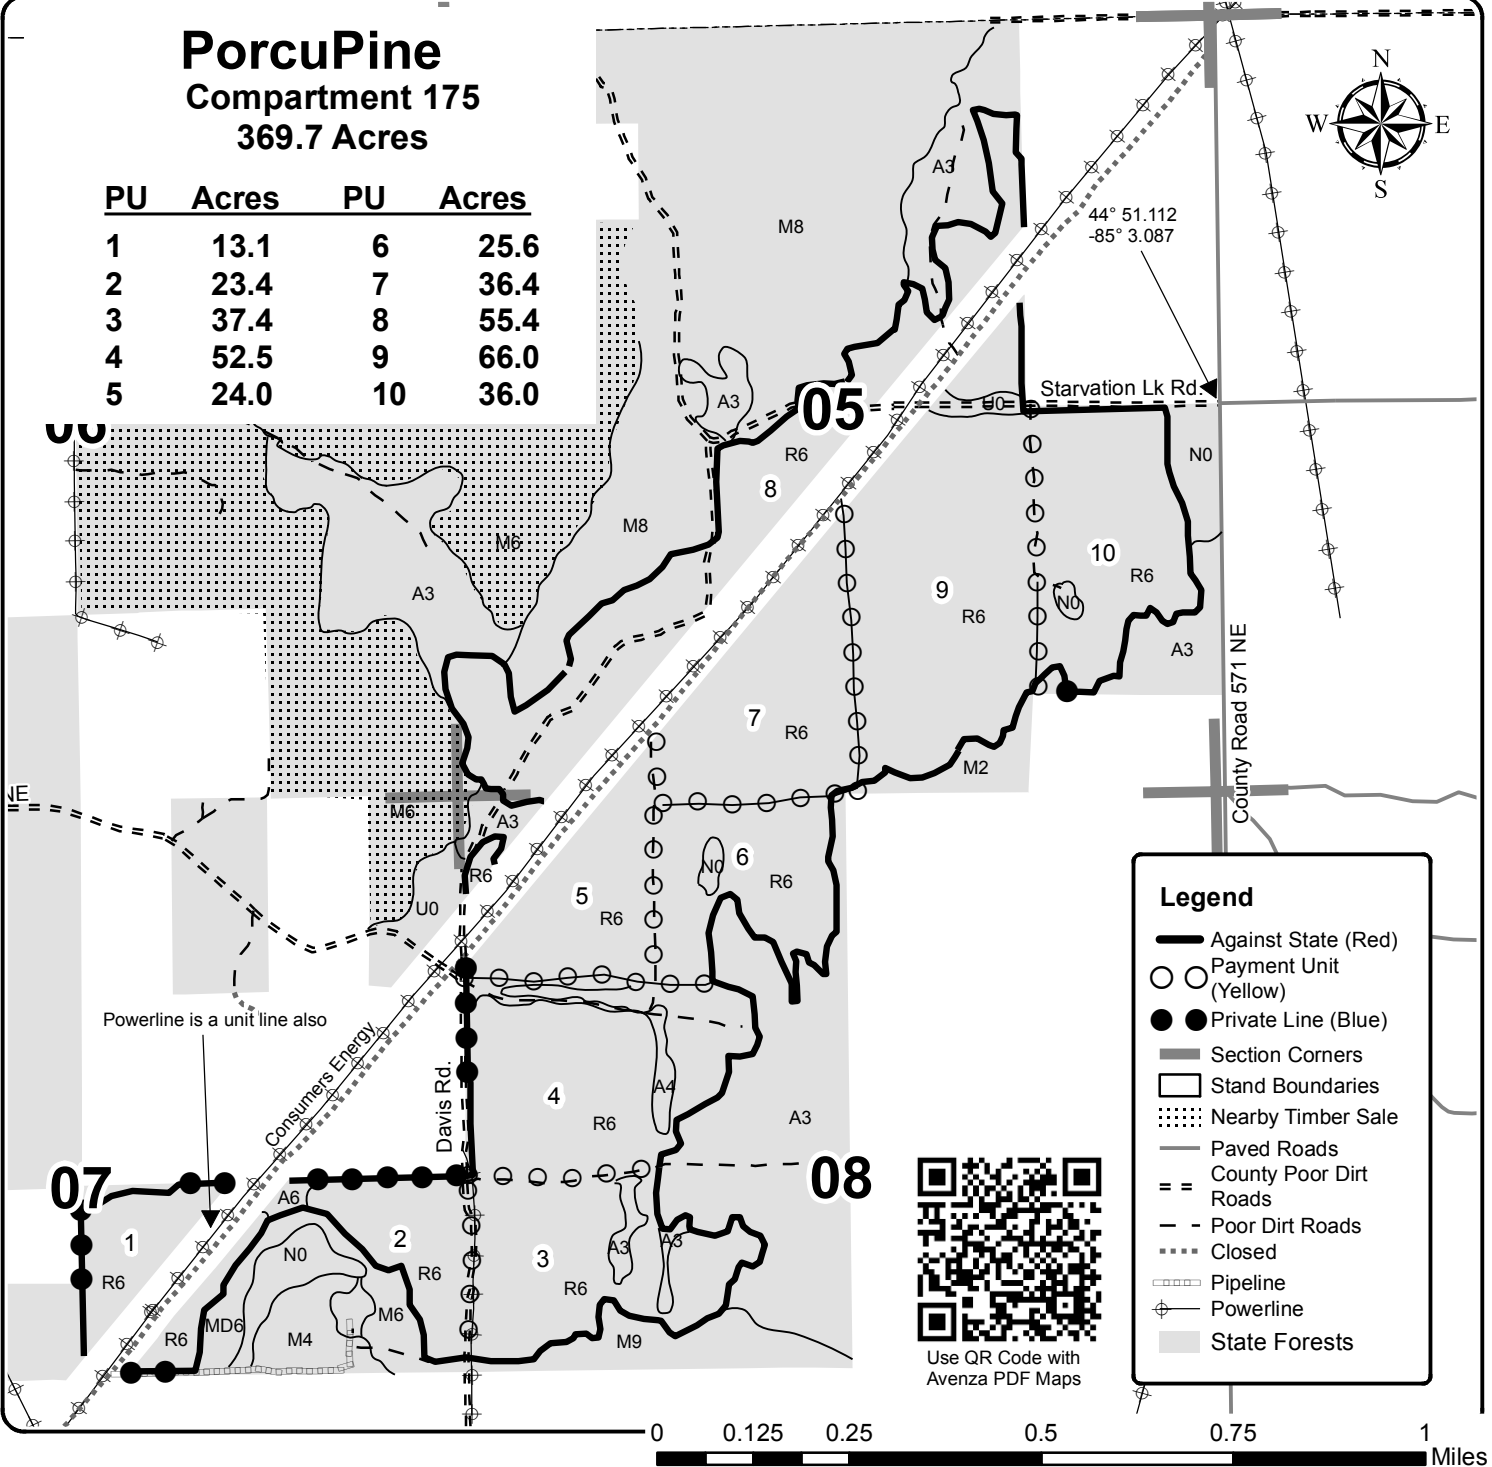 PorcuPine
Compartment 175
369.7 Acres
PU Acres PU Acres
1 13.1 6 25.6
2 23.4 7 36.4
3 37.4 8 55.4
4 52.5 9 66.0
5 24.0 10 36.0
N
W E
S
A3
M8
44° 51.112
-85° 3.087
Starvation Lk Rd.
A3
05
U0
06
R6
N0
8
M8
M6
10
A3
R6
9
N0
R6
A3
County Road 571 NE
7
R6
M2
NE
M6
A3
6
N0
R6
R6
5
U0
R6
Powerline is a unit line also
Consumers Energy
Davis Rd.
4
A4
R6
A3
07
08
A6
1
2
N0
3
A3
A3
R6
R6
R6
MD6
M6
R6
M4
M9
Use QR Code with
Avenza PDF Maps
Legend
Against State (Red)
Payment Unit
(Yellow)
Private Line (Blue)
Section Corners
Stand Boundaries
Nearby Timber Sale
Paved Roads
County Poor Dirt
Roads
Poor Dirt Roads
Closed
Pipeline
Powerline
State Forests
0 0.125 0.25 0.5 0.75 1
Miles